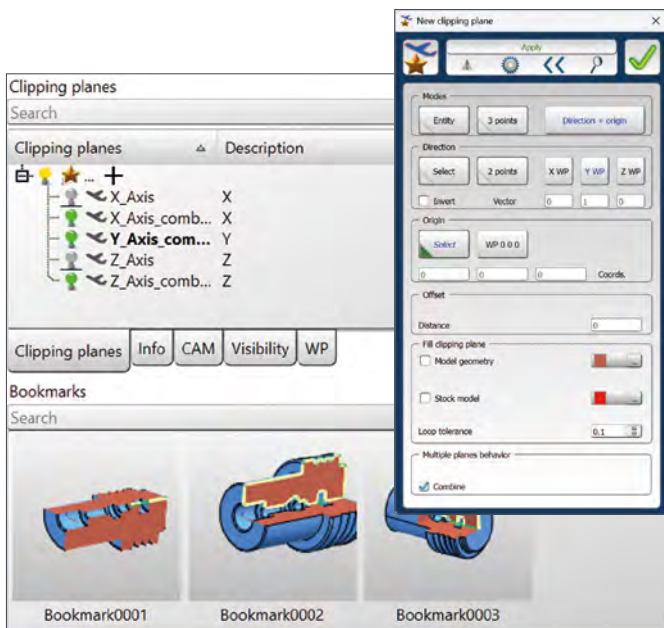 New clipping plane
Apply
Modes
Entity 3 points Direction + origin
Direction
Select 2 points X WP Y WP Z WP
Invert Vector 0 1 0
Origin
Select WP 0 0 0
0 0 0 Coords.
Offset
Distance 0
Fill clipping plane
Model geometry ...
Stock model ...
Loop tolerance 0.1
Multiple planes behavior
Combine
Clipping planes
Search
Clipping planes Description
...
X_Axis X
X_Axis_comb... X
Y_Axis_com... Y
Z_Axis Z
Z_Axis_comb... Z
Clipping planes Info CAM Visibility WP
Bookmarks
Search
Bookmark0001 Bookmark0002 Bookmark0003